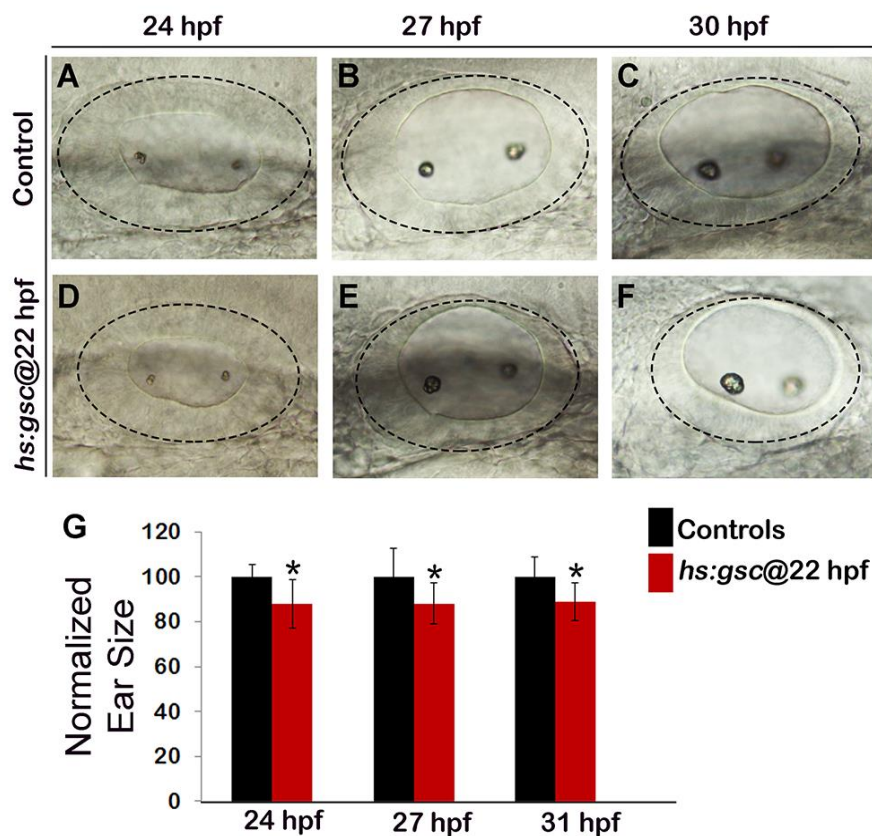 24 hpf 27 hpf 30 hpf
Control
A B C
hs:gsc@22 hpf
D E F
G
Normalized
Ear Size
120
100
80
60
40
20
0
* * *
24 hpf 27 hpf 31 hpf
Controls
hs:gsc@22 hpf